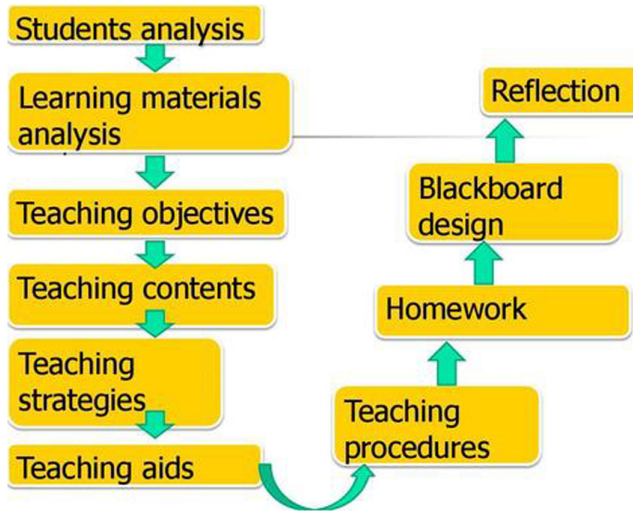 Students analysis
Learning materials
analysis
Teaching objectives
Teaching contents
Teaching
strategies
Teaching aids
Teaching
procedures
Homework
Blackboard
design
Reflection